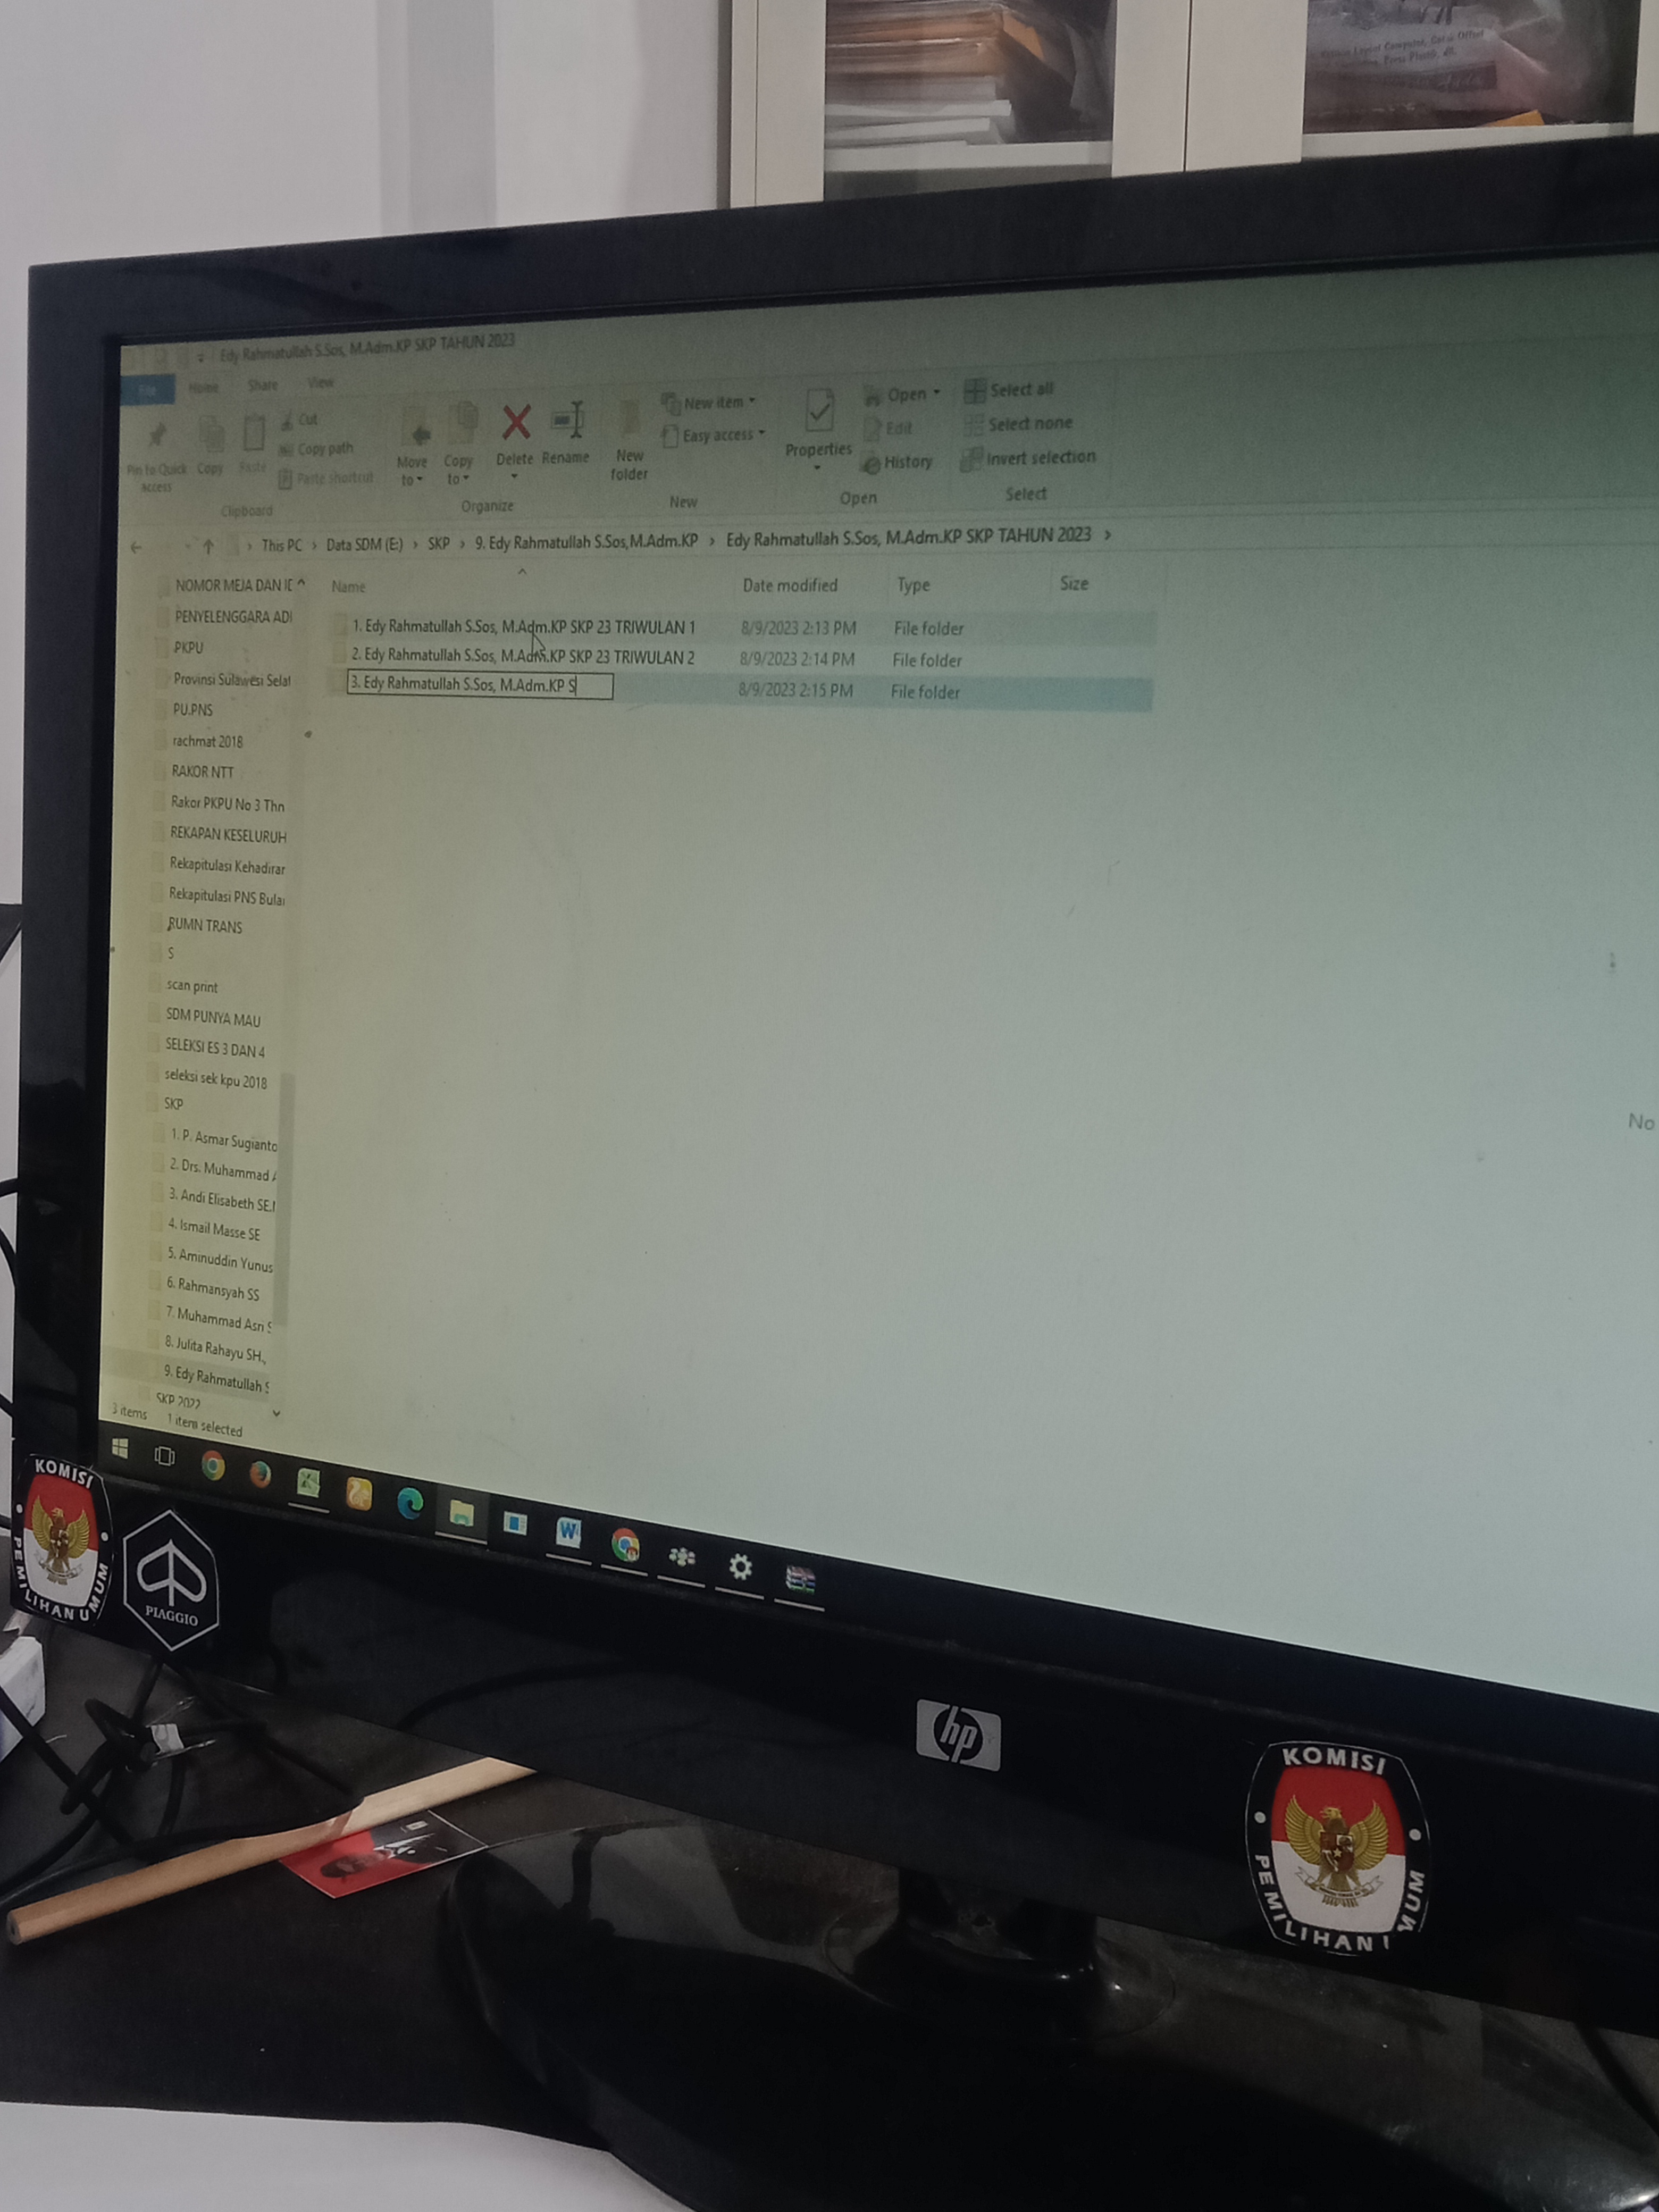 Edy Rahmatullah S.Sos, M.Adm.KP SKP TAHUN 2023
File Home Share View
Pin to Quick Access
Copy
Paste
Cut
Copy path
Paste shortcut
Clipboard
Move to
Copy to
Delete
Rename
Organize
New folder
New item
Easy access
New
Properties
Open
Edit
History
Open
Select all
Select none
Invert selection
Select
This PC > Data SDM (E:) > SKP > 9. Edy Rahmatullah S.Sos,M.Adm.KP > Edy Rahmatullah S.Sos, M.Adm.KP SKP TAHUN 2023 >
Name Date modified Type Size
1. Edy Rahmatullah S.Sos, M.Adm.KP SKP 23 TRIWULAN 1 8/9/2023 2:13 PM File folder
2. Edy Rahmatullah S.Sos, M.Adm.KP SKP 23 TRIWULAN 2 8/9/2023 2:14 PM File folder
3. Edy Rahmatullah S.Sos, M.Adm.KP S 8/9/2023 2:15 PM File folder
NOMOR MEJA DAN IE
PENYELENGGARA ADI
PKPU
Provinsi Sulawesi Selat
PU.PNS
rachmat 2018
RAKOR NTT
Rakor PKPU No 3 Thn
REKAPAN KESELURUH
Rekapitulasi Kehadirar
Rekapitulasi PNS Bulai
RUMN TRANS
S
scan print
SDM PUNYA MAU
SELEKSI ES 3 DAN 4
seleksi sek kpu 2018
SKP
1. P. Asmar Sugianto
2. Drs. Muhammad A
3. Andi Elisabeth SE.I
4. Ismail Masse SE
5. Aminuddin Yunus
6. Rahmansyah SS
7. Muhammad Asri S
8. Julita Rahayu SH.,
9. Edy Rahmatullah S
SKP 2022
3 items 1 item selected
No
KOMISI
PEMILIHAN UMUM
PIAGGIO
hp
KOMISI
PEMILIHAN UMUM